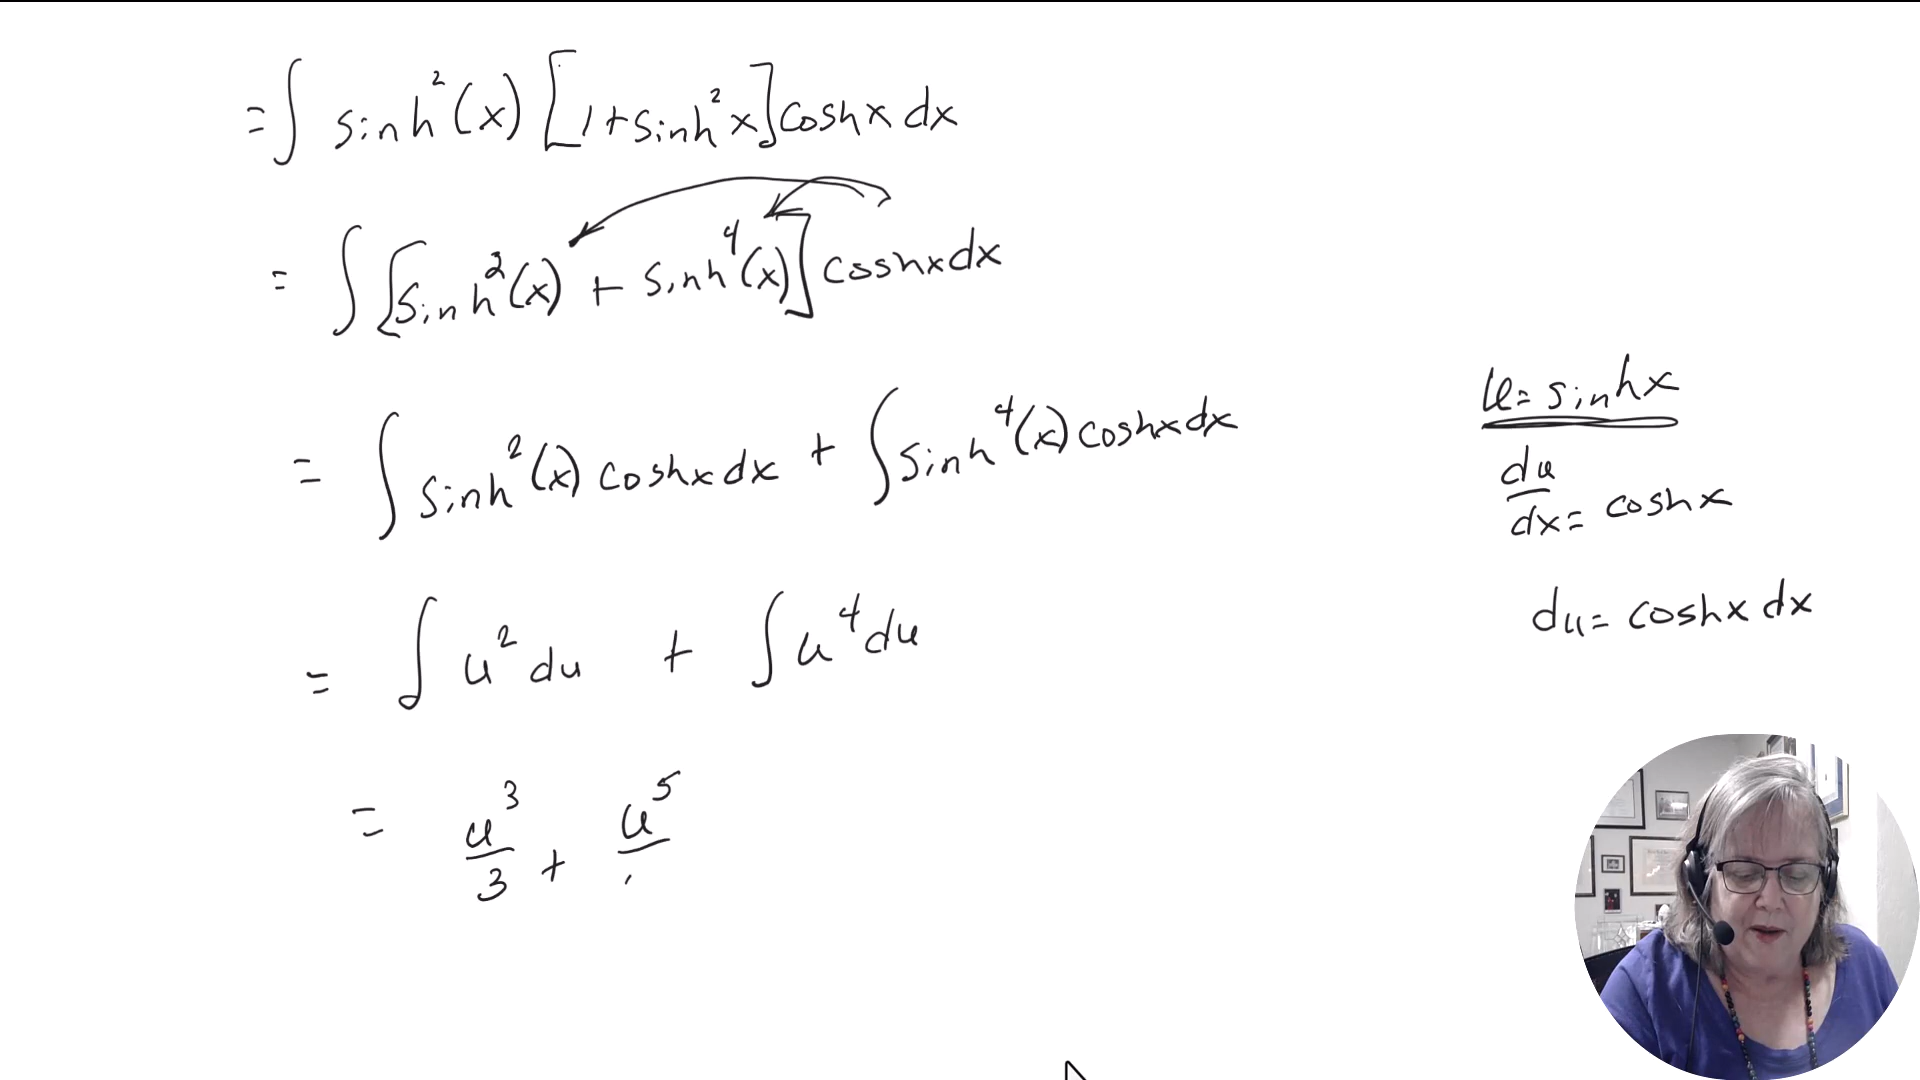 = ∫ sinh²(x) [1+sinh²x] coshx dx
= ∫ [sinh²(x) + sinh⁴(x)] coshx dx
= ∫ sinh²(x) coshx dx + ∫ sinh⁴(x) coshx dx
= ∫ u² du + ∫ u⁴ du
= u³/3 + u⁵/
u = sinhx
du/dx = coshx
du = coshx dx